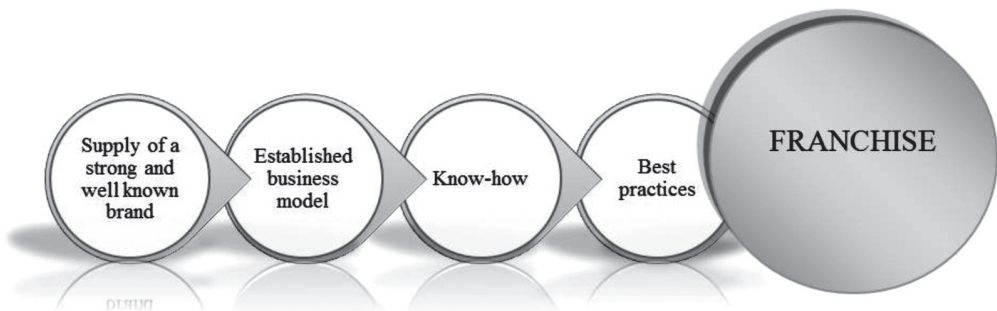 Supply of a
strong and
well known
brand
Established
business
model
Know-how
Best
practices
FRANCHISE